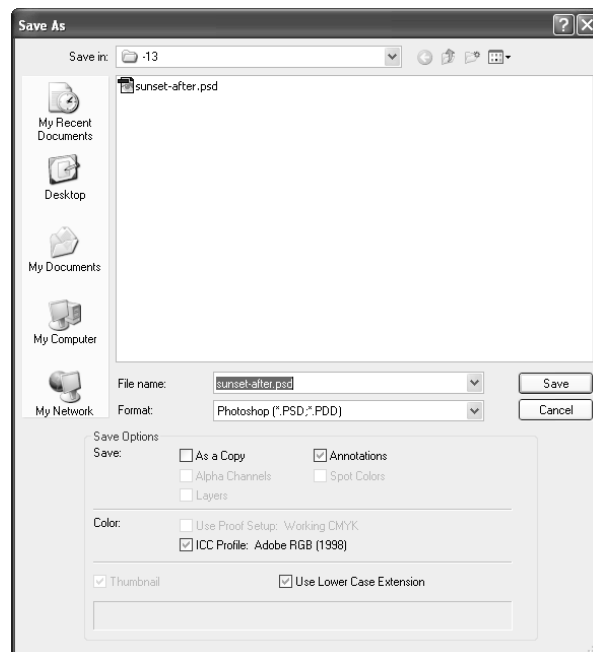 Save As
Save in: -13
sunset-after.psd
My Recent
Documents
Desktop
My Documents
My Computer
My Network
File name: sunset-after.psd Save
Format: Photoshop (*.PSD;*.PDD) Cancel
Save Options
Save: As a Copy Annotations
Alpha Channels Spot Colors
Layers
Color: Use Proof Setup: Working CMYK
ICC Profile: Adobe RGB (1998)
Thumbnail Use Lower Case Extension